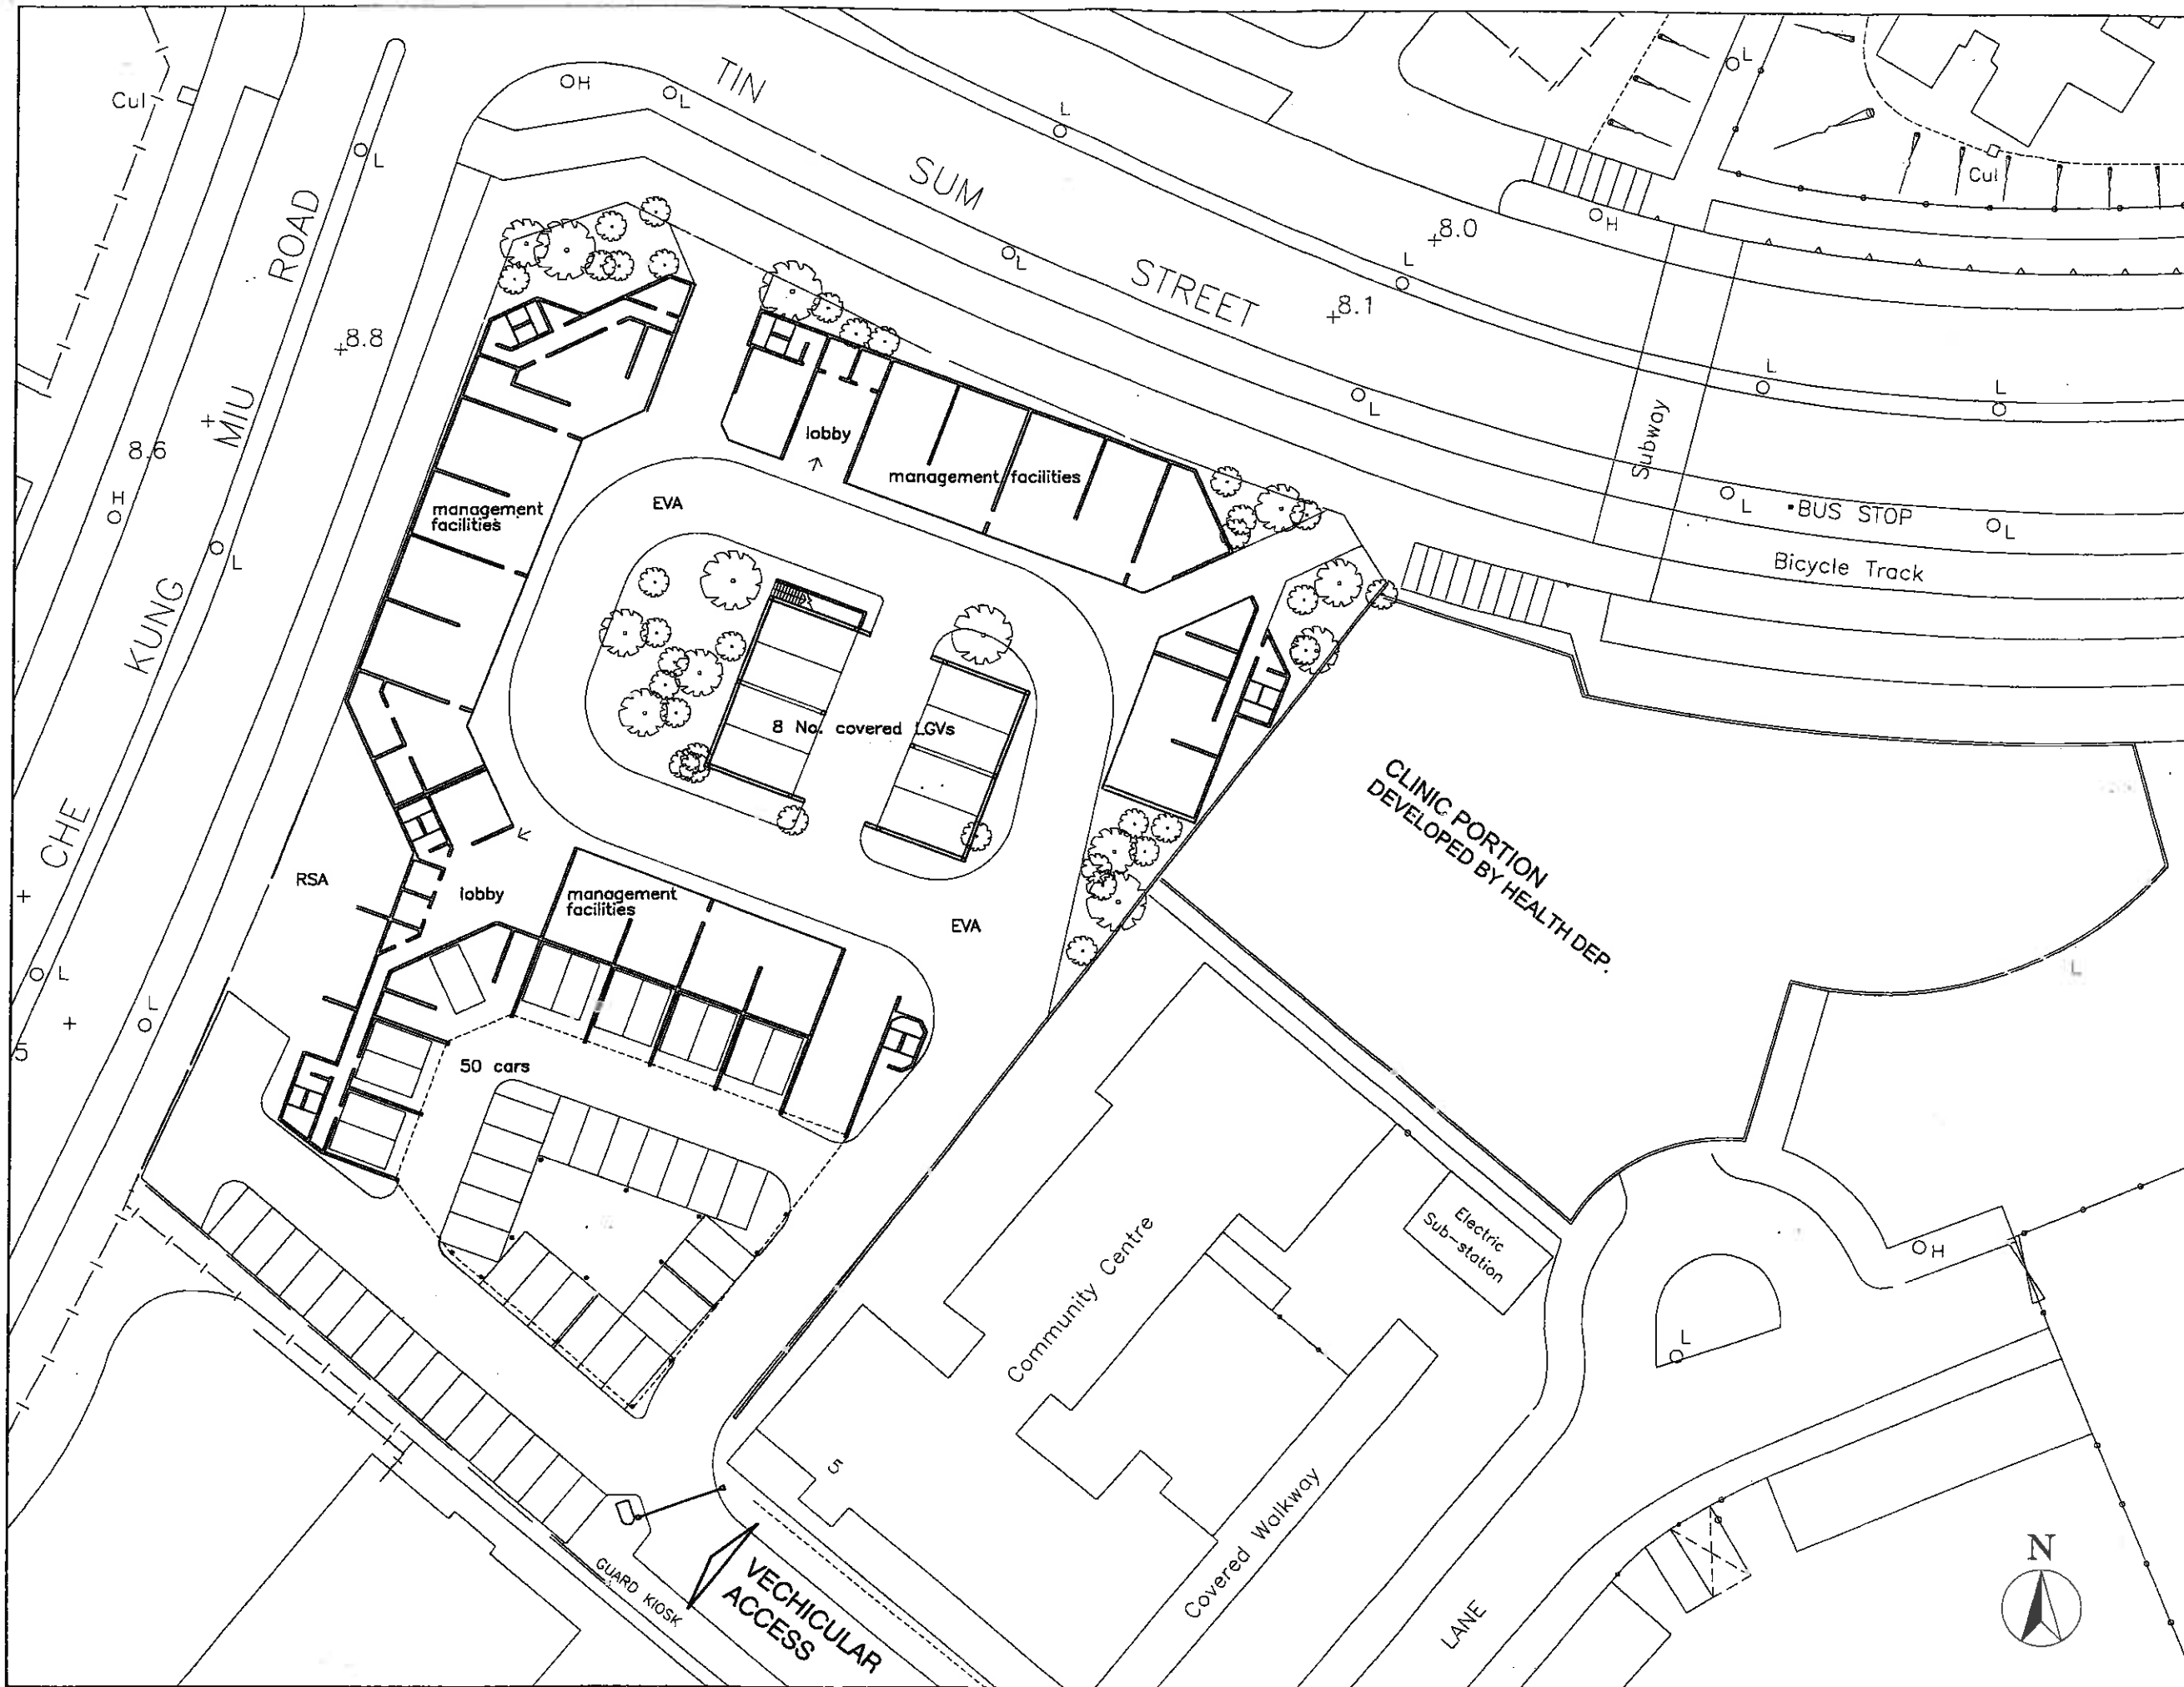 Cul
H
L
TIN
L
L
Cul
L
SUM
H
+8.0
ROAD
L
L
STREET
+8.1
+8.8
MIU
L
L
L
8.6
lobby
Subway
management facilities
H
EVA
L
BUS STOP
L
management
facilities
L
Bicycle Track
KUNG
8 No. covered LGVs
CLINIC PORTION
DEVELOPED BY HEALTH DEP.
CHE
RSA
lobby
management
facilities
EVA
L
L
L
5
50 cars
Electric
Sub-station
Community Centre
H
L
5
Covered Walkway
N
GUARD KIOSK
VECHICULAR
ACCESS
LANE